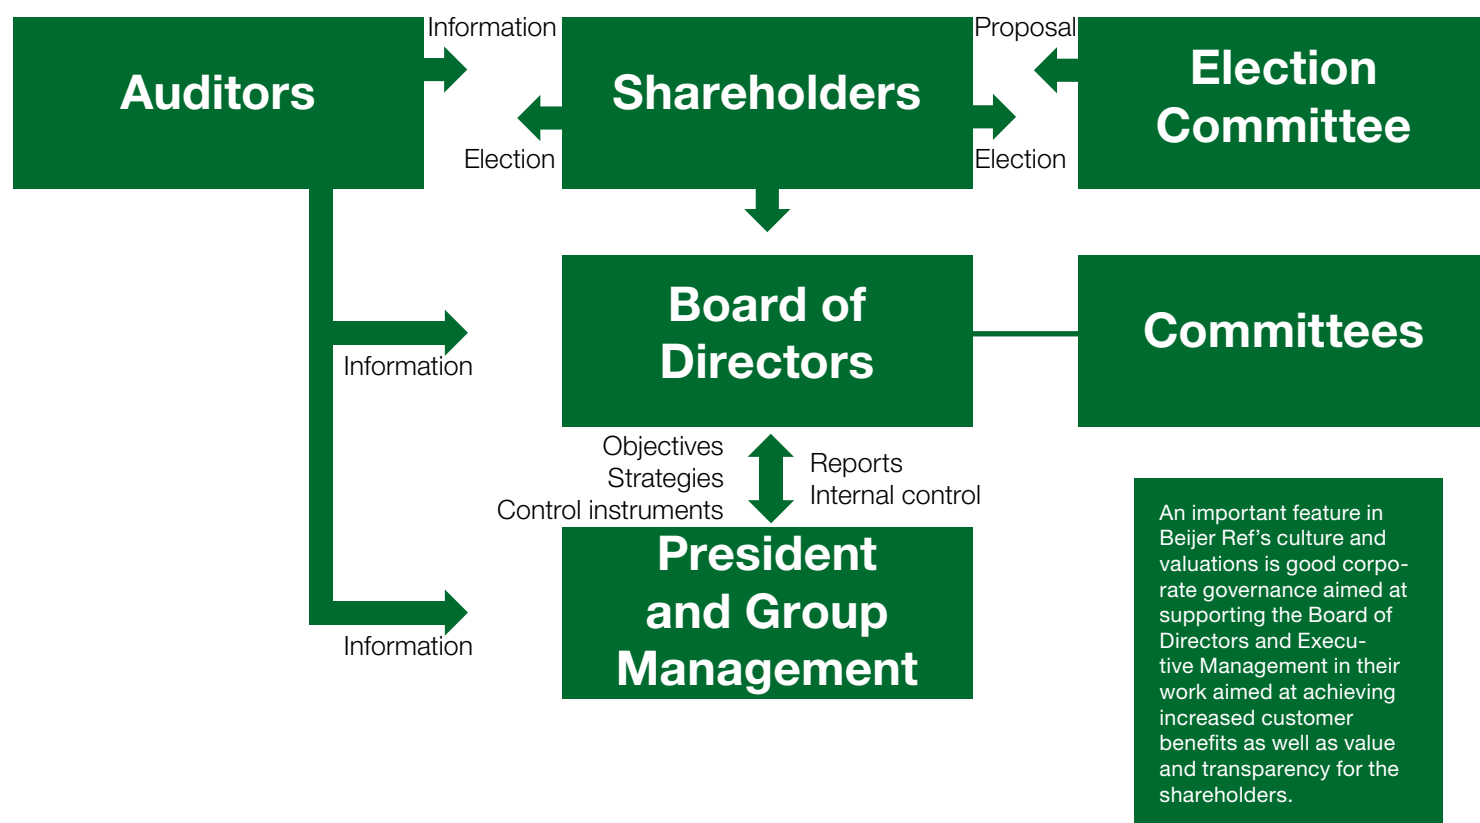 Information
Proposal
Auditors
Shareholders
Election
Committee
Election
Election
Board of
Directors
Committees
Information
Objectives
Strategies
Control instruments
Reports
Internal control
President
and Group
Management
Information
An important feature in
Beijer Ref’s culture and
valuations is good corpo-
rate governance aimed at
supporting the Board of
Directors and Execu-
tive Management in their
work aimed at achieving
increased customer
benefits as well as value
and transparency for the
shareholders.